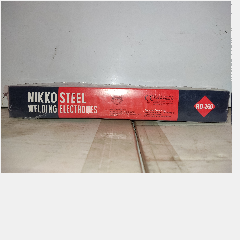 NIKKO STEEL
WELDING ELECTRODES
RD-260